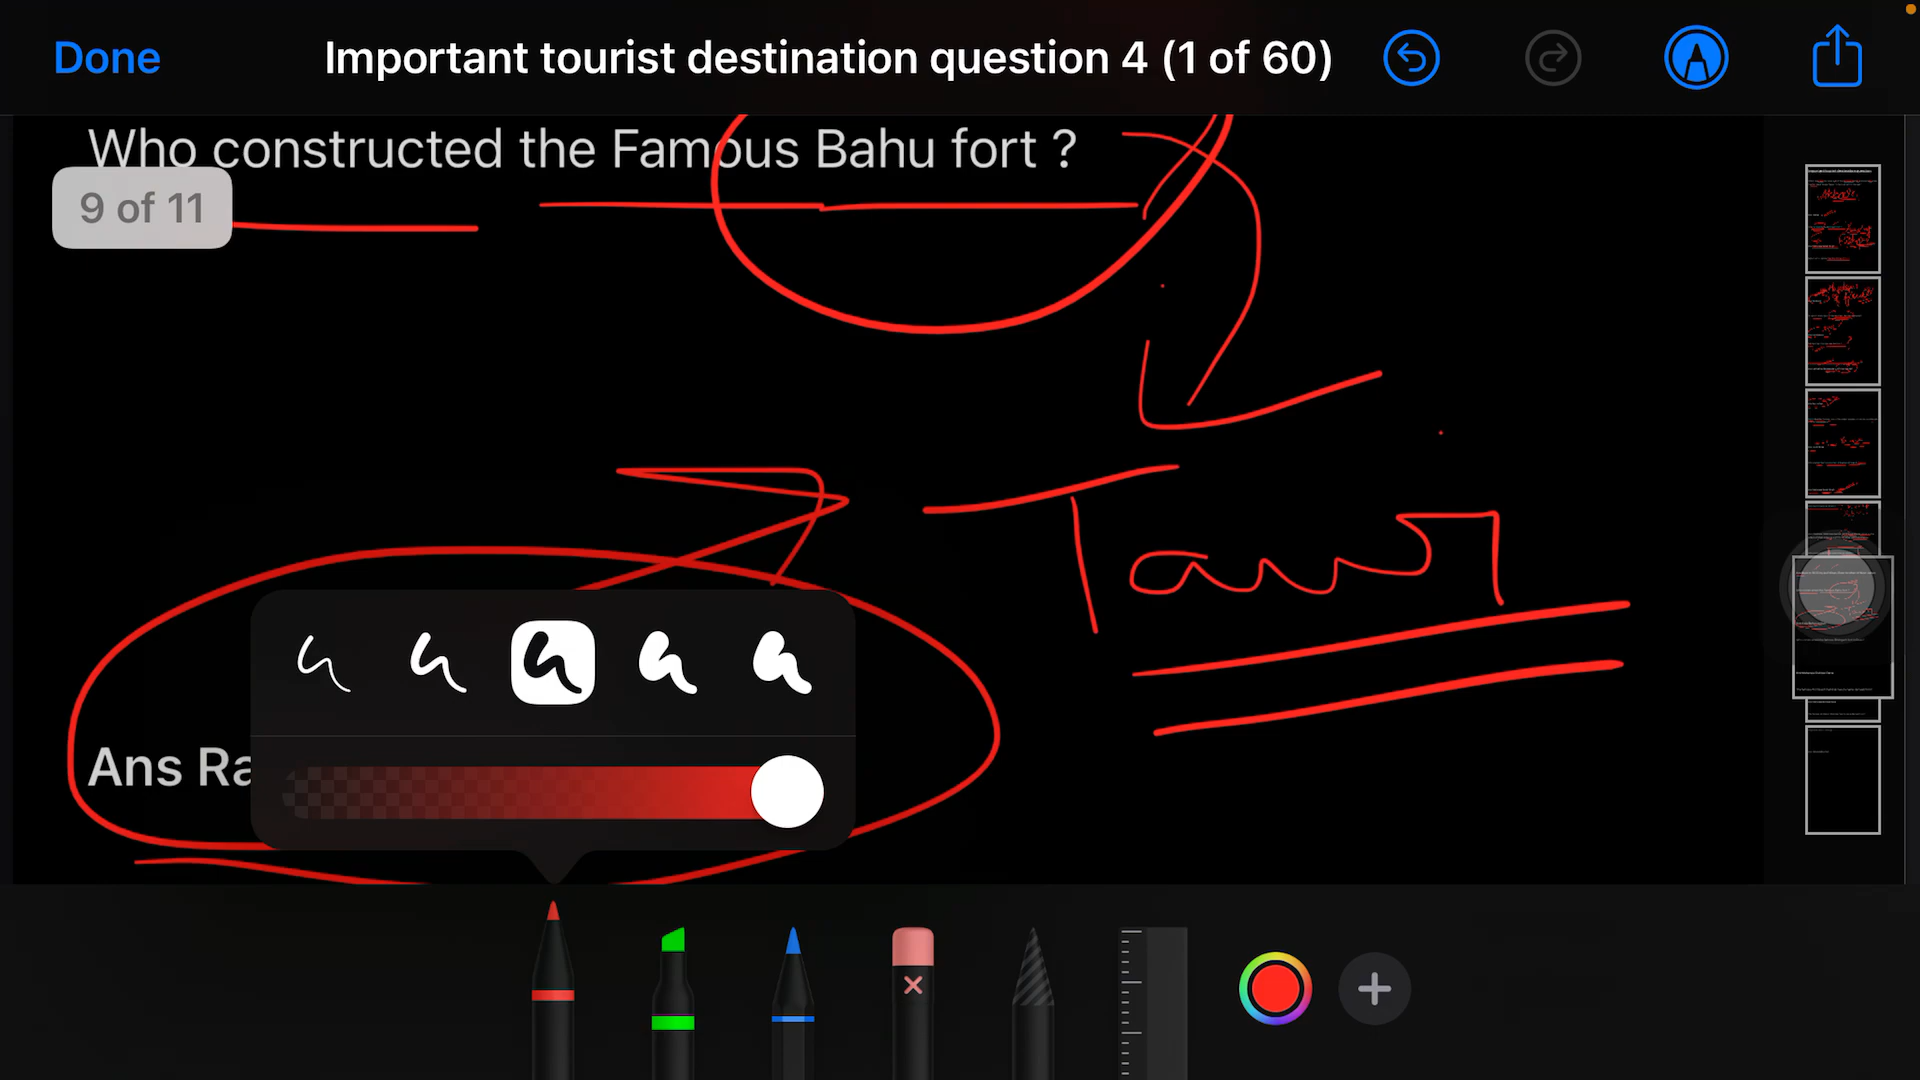 Done
Important tourist destination question 4 (1 of 60)
Who constructed the Famous Bahu fort ?
9 of 11
Tawi
Ans Ra